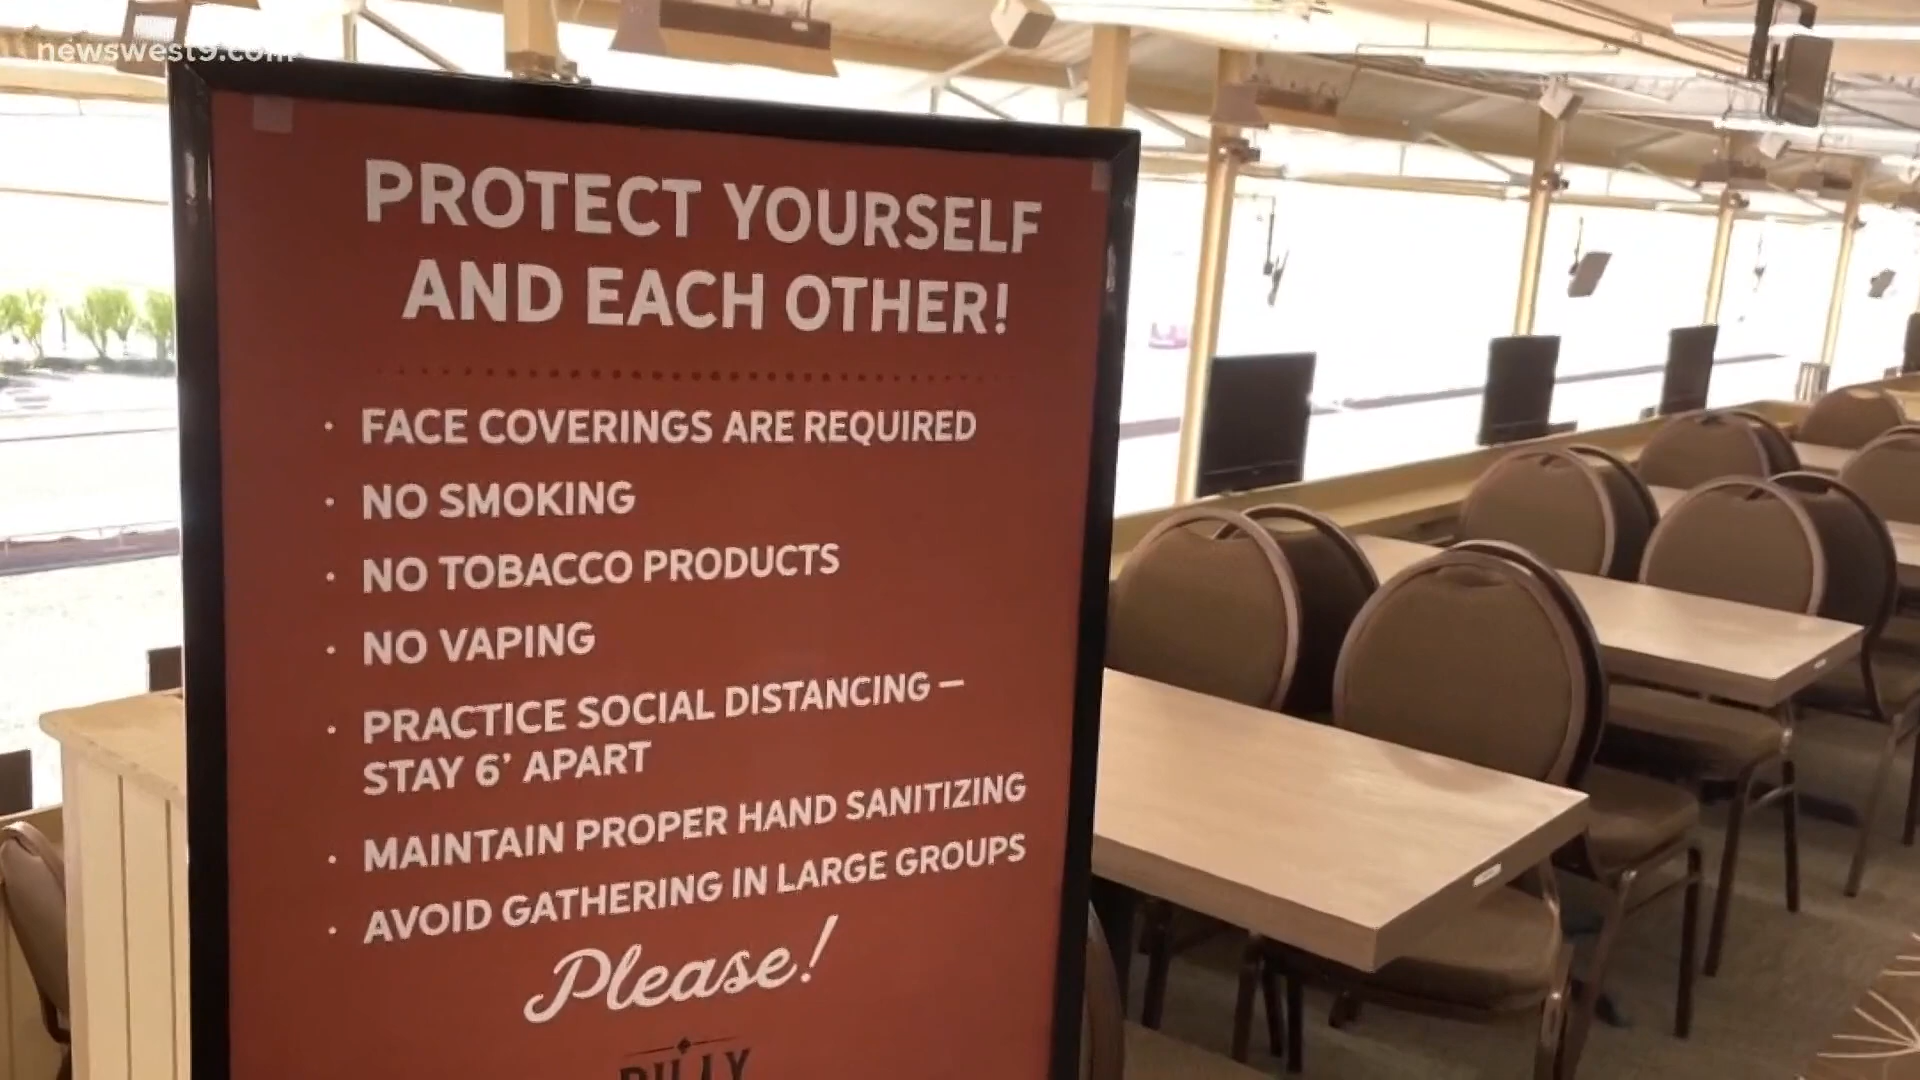 newswest9.com
PROTECT YOURSELF
AND EACH OTHER!
· FACE COVERINGS ARE REQUIRED
· NO SMOKING
· NO TOBACCO PRODUCTS
· NO VAPING
· PRACTICE SOCIAL DISTANCING –
STAY 6' APART
· MAINTAIN PROPER HAND SANITIZING
· AVOID GATHERING IN LARGE GROUPS
Please!